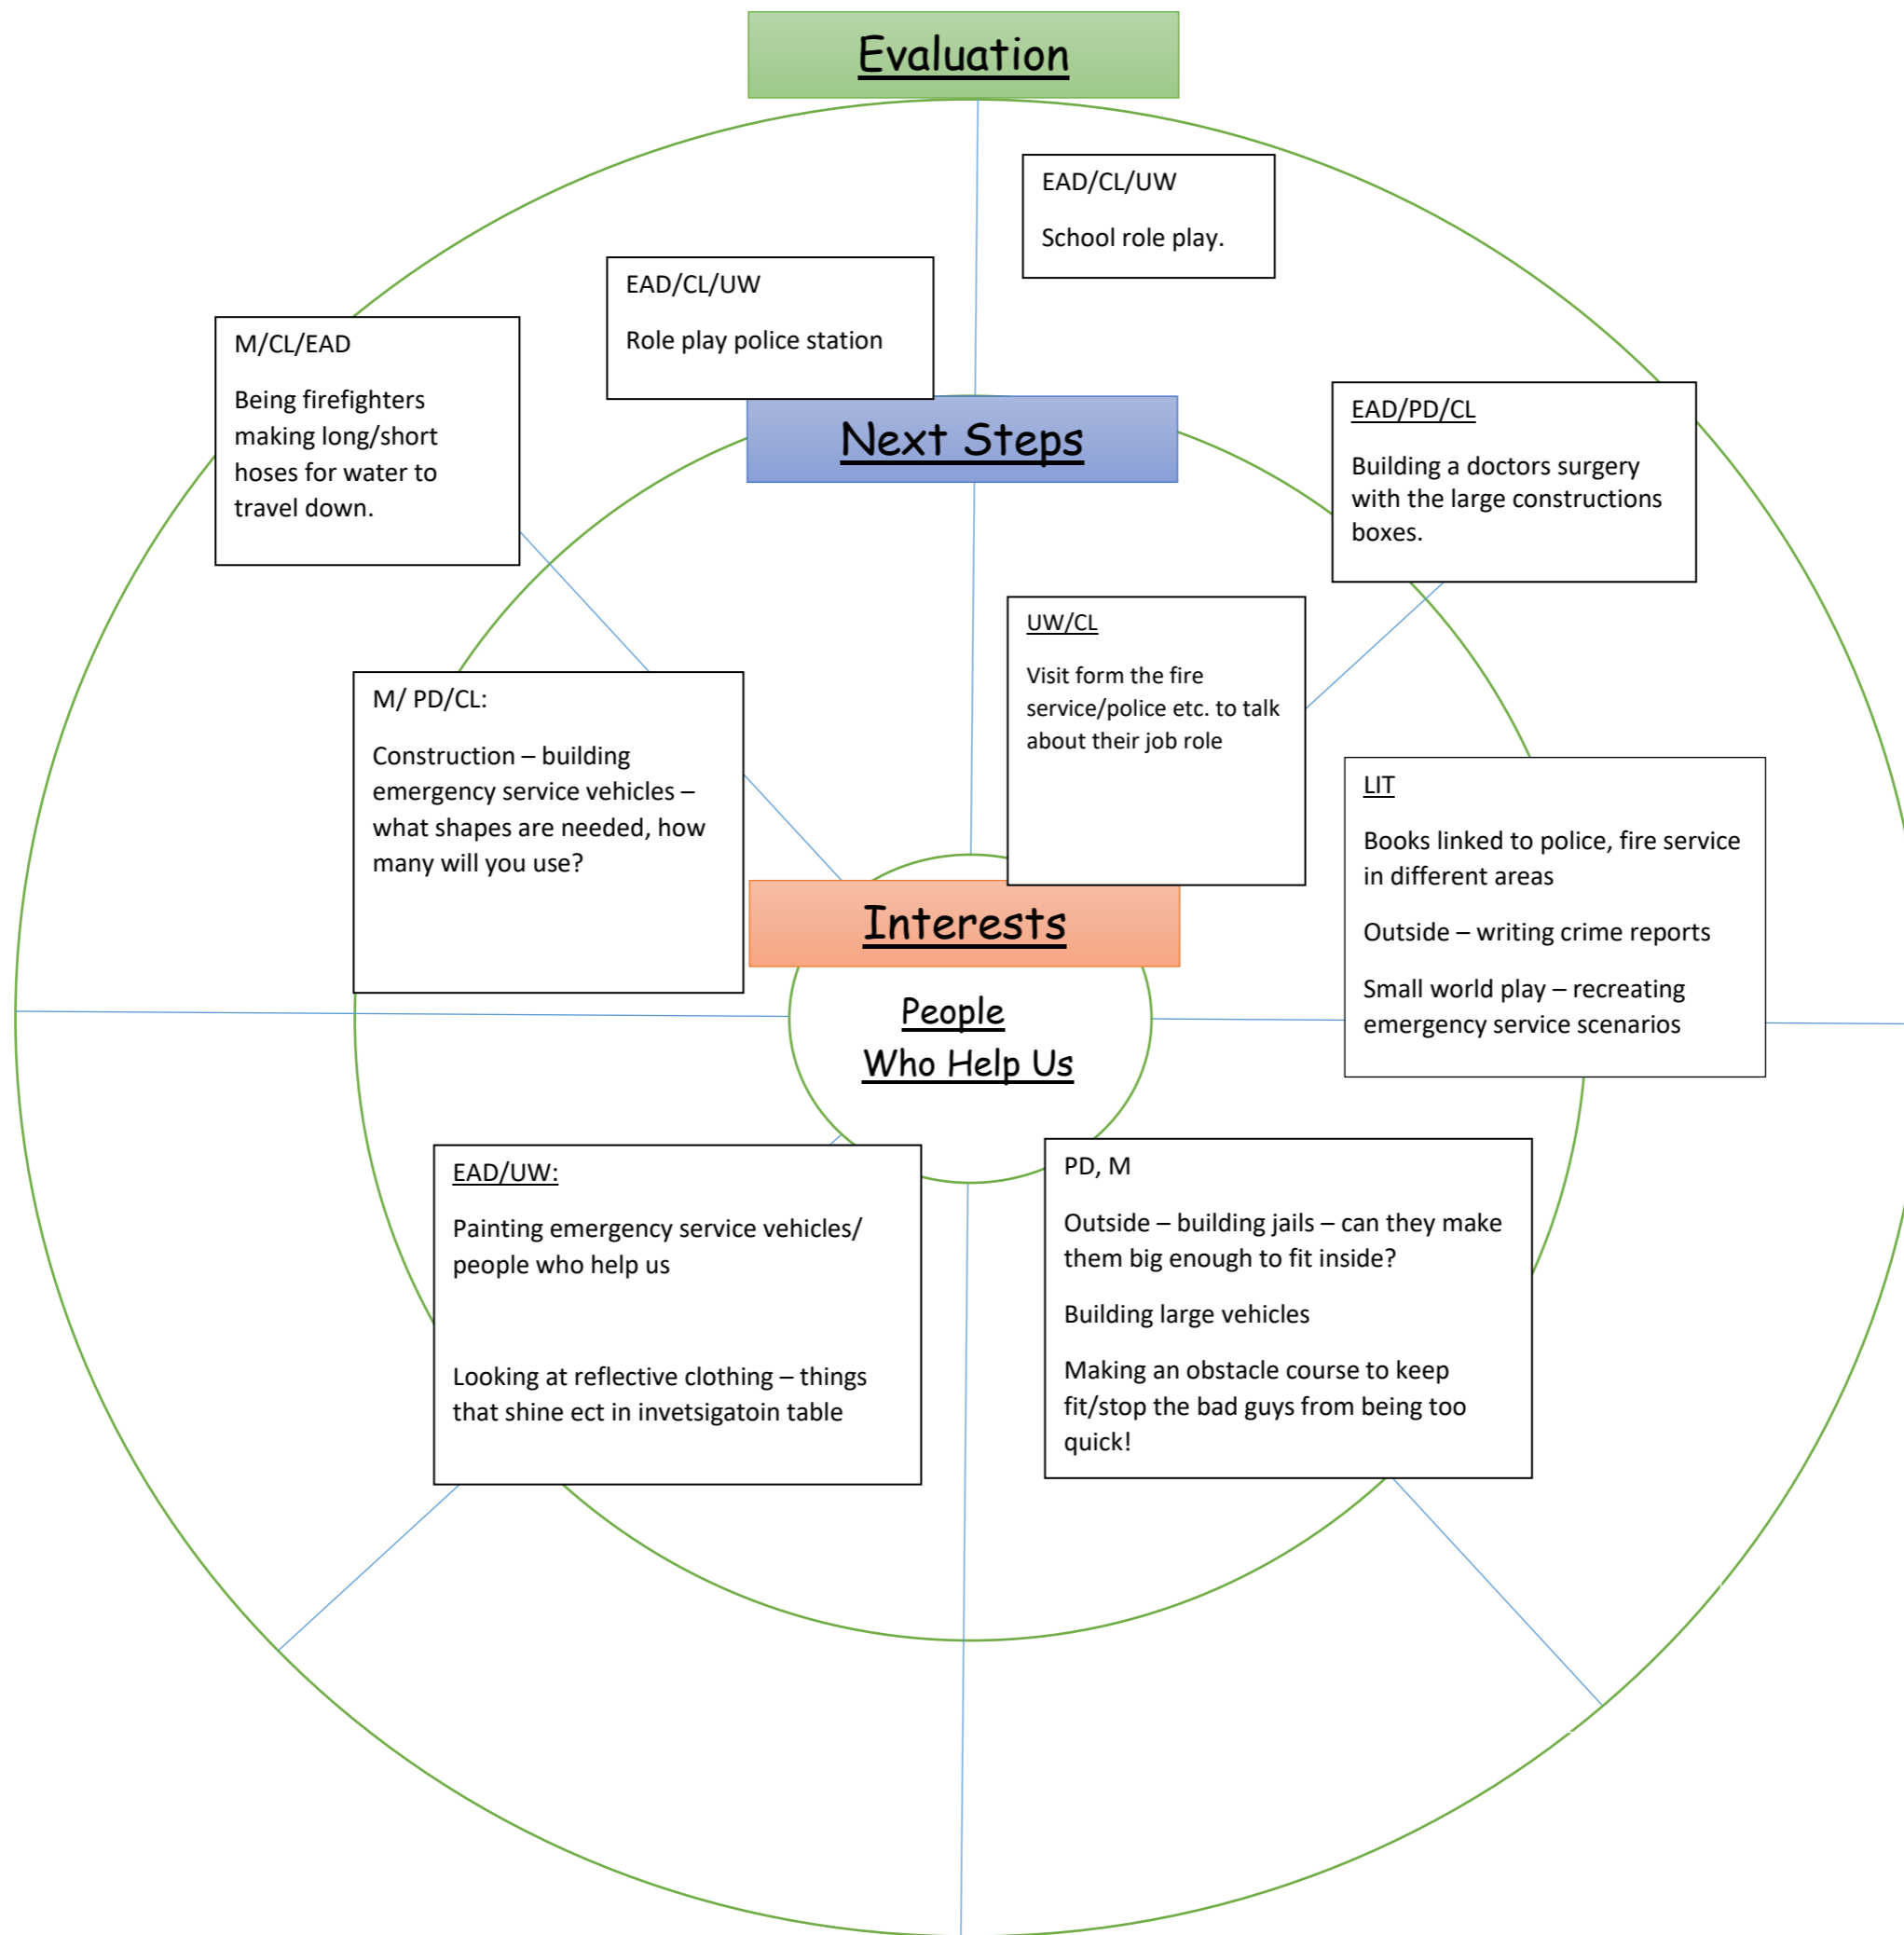 Evaluation
EAD/CL/UW
School role play.
EAD/CL/UW
Role play police station
M/CL/EAD
Being firefighters
making long/short
hoses for water to
travel down.
Next Steps
EAD/PD/CL
Building a doctors surgery
with the large constructions
boxes.
UW/CL
Visit form the fire
service/police etc. to talk
about their job role
M/ PD/CL:
Construction – building
emergency service vehicles –
what shapes are needed, how
many will you use?
LIT
Books linked to police, fire service
in different areas
Outside – writing crime reports
Small world play – recreating
emergency service scenarios
Interests
People
Who Help Us
EAD/UW:
Painting emergency service vehicles/
people who help us
Looking at reflective clothing – things
that shine ect in invetsigatoin table
PD, M
Outside – building jails – can they make
them big enough to fit inside?
Building large vehicles
Making an obstacle course to keep
fit/stop the bad guys from being too
quick!